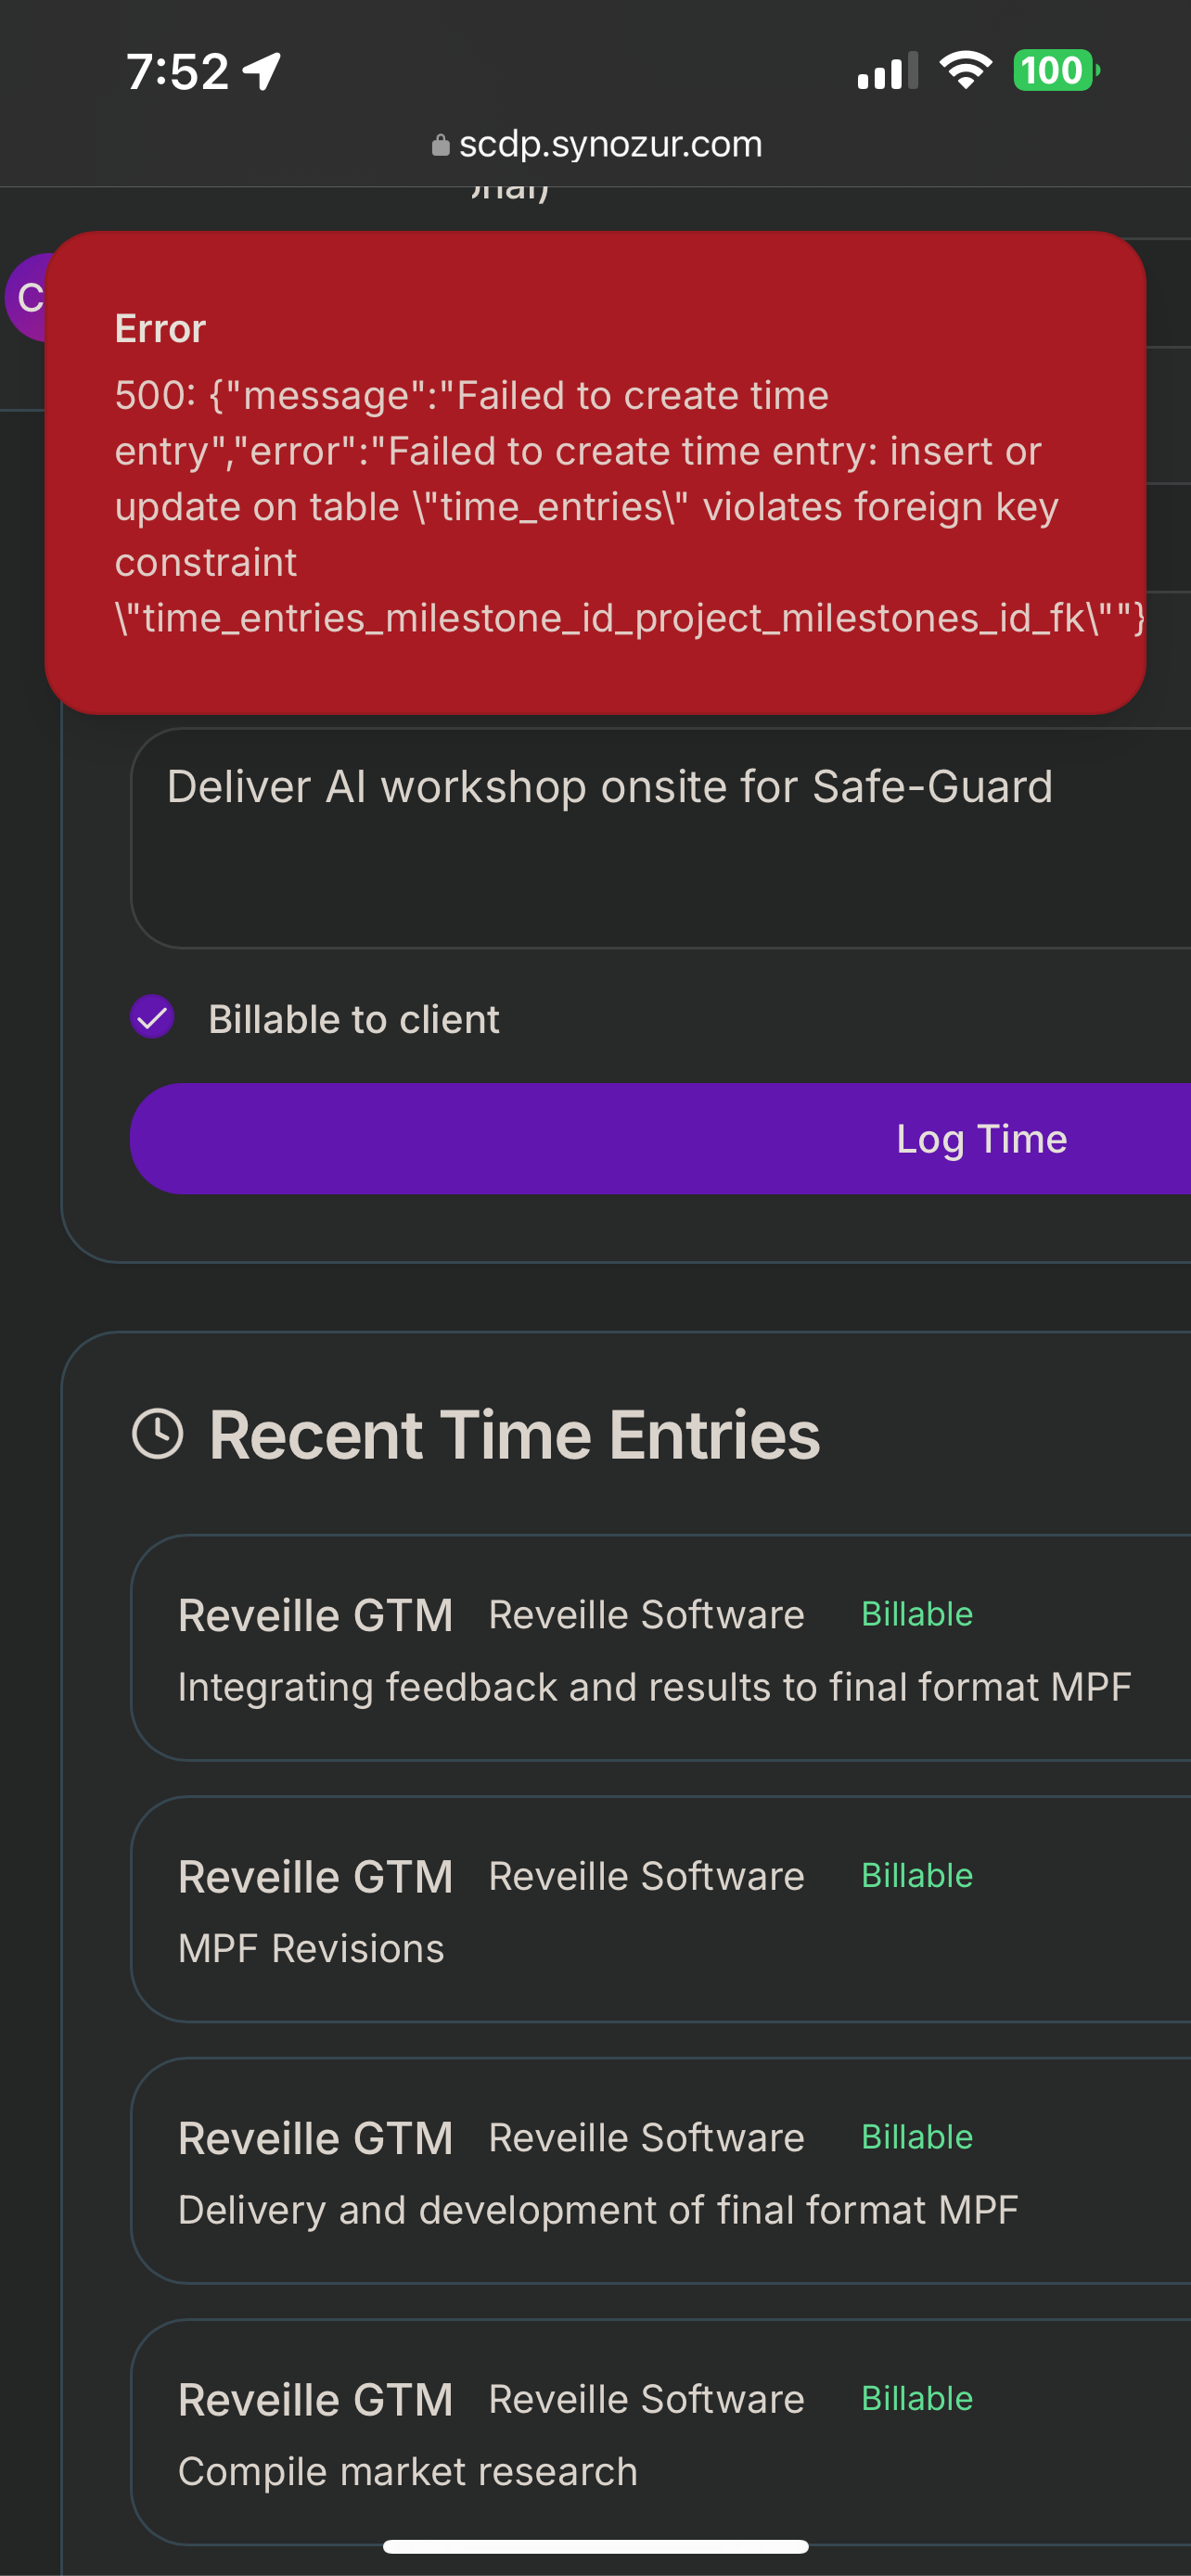 7:52
100
scdp.synozur.com
onal)
C
Error
500: {"message":"Failed to create time
entry","error":"Failed to create time entry: insert or
update on table \"time_entries\" violates foreign key
constraint
\"time_entries_milestone_id_project_milestones_id_fk\""}
Deliver AI workshop onsite for Safe-Guard
Billable to client
Log Time
Recent Time Entries
Reveille GTM Reveille Software Billable
Integrating feedback and results to final format MPF
Reveille GTM Reveille Software Billable
MPF Revisions
Reveille GTM Reveille Software Billable
Delivery and development of final format MPF
Reveille GTM Reveille Software Billable
Compile market research